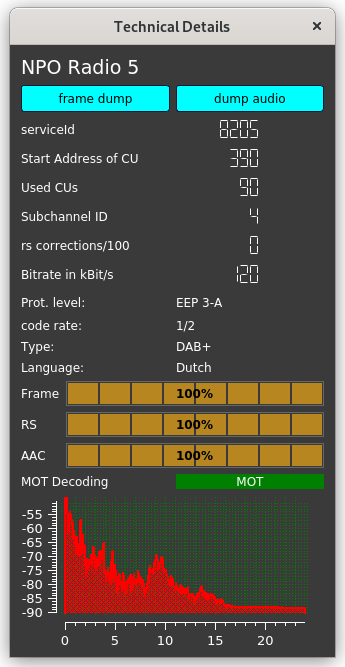 Technical Details ×
NPO Radio 5
frame dump dump audio
serviceId 8205
Start Address of CU 390
Used CUs 90
Subchannel ID 4
rs corrections/100 0
Bitrate in kBit/s 120
Prot. level: EEP 3-A
code rate: 1/2
Type: DAB+
Language: Dutch
Frame 100%
RS 100%
AAC 100%
MOT Decoding MOT
-55
-60
-65
-70
-75
-80
-85
-90
0 5 10 15 20